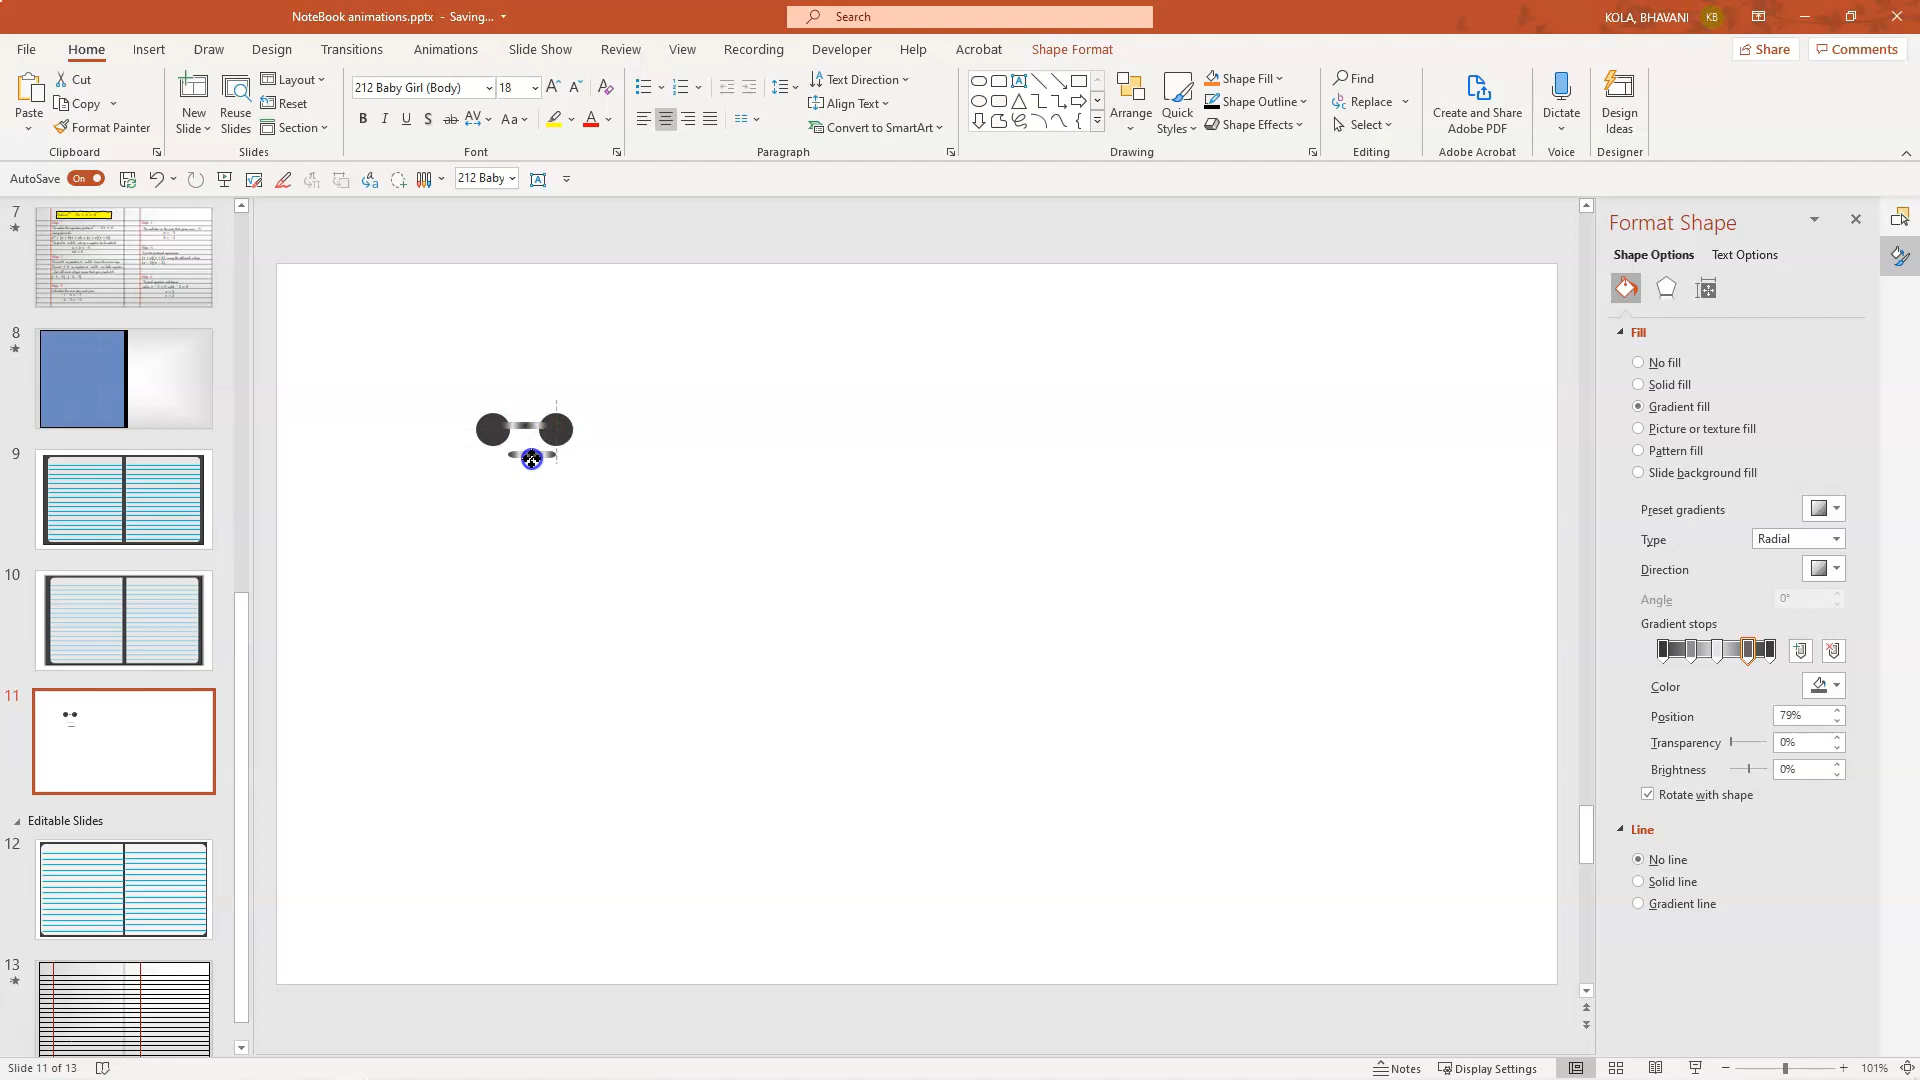 NoteBook animations.pptx - Saving...
Search
KOLA, BHAVANI
KB
File
Home
Insert
Draw
Design
Transitions
Animations
Slide Show
Review
View
Recording
Developer
Help
Acrobat
Shape Format
Share
Comments
Paste
Cut
Copy
Format Painter
Clipboard
New Slide
Reuse Slides
Layout
Reset
Section
Slides
212 Baby Girl (Body)
18
Font
Text Direction
Align Text
Convert to SmartArt
Paragraph
Arrange
Quick Styles
Shape Fill
Shape Outline
Shape Effects
Drawing
Find
Replace
Select
Editing
Create and Share Adobe PDF
Adobe Acrobat
Dictate
Voice
Design Ideas
Designer
AutoSave
On
212 Baby
7
8
9
10
11
Editable Slides
12
13
Format Shape
Shape Options
Text Options
Fill
No fill
Solid fill
Gradient fill
Picture or texture fill
Pattern fill
Slide background fill
Preset gradients
Type
Radial
Direction
Angle
0°
Gradient stops
Color
Position
79%
Transparency
0%
Brightness
0%
Rotate with shape
Line
No line
Solid line
Gradient line
Slide 11 of 13
Notes
Display Settings
101%